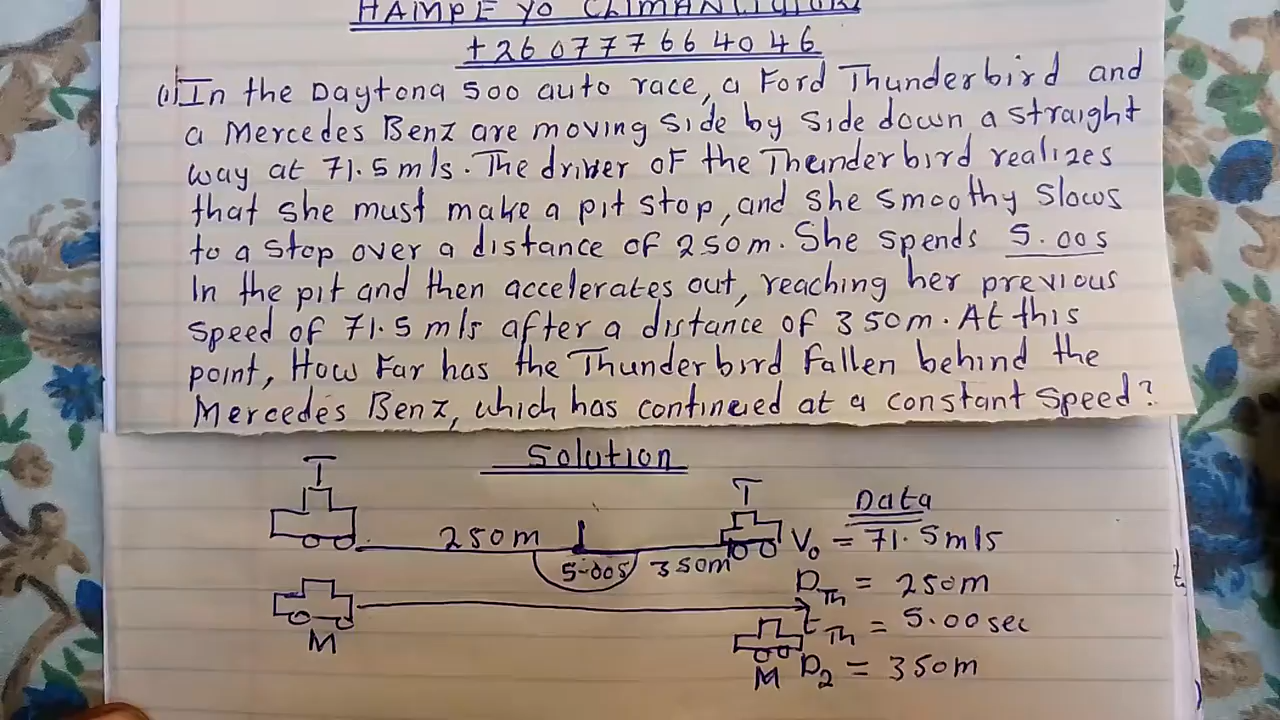 HAMPEYO CHIMANCIGION
+260777664046
(1) In the Daytona 500 auto race, a Ford Thunderbird and
a Mercedes Benz are moving side by side down a straight
way at 71.5 m/s. The driver of the Thunderbird realizes
that she must make a pit stop, and she smoothy slows
to a stop over a distance of 250m. She spends 5.00s
In the pit and then accelerates out, reaching her previous
speed of 71.5 m/s after a distance of 350m. At this
point, How Far has the Thunderbird Fallen behind the
Mercedes Benz, which has continued at a constant speed?
Solution
T
T
Data
250m
5.00s
350m
V₀ = 71.5m/s
D_Th = 250m
t_Th = 5.00sec
M
M
D₂ = 350m